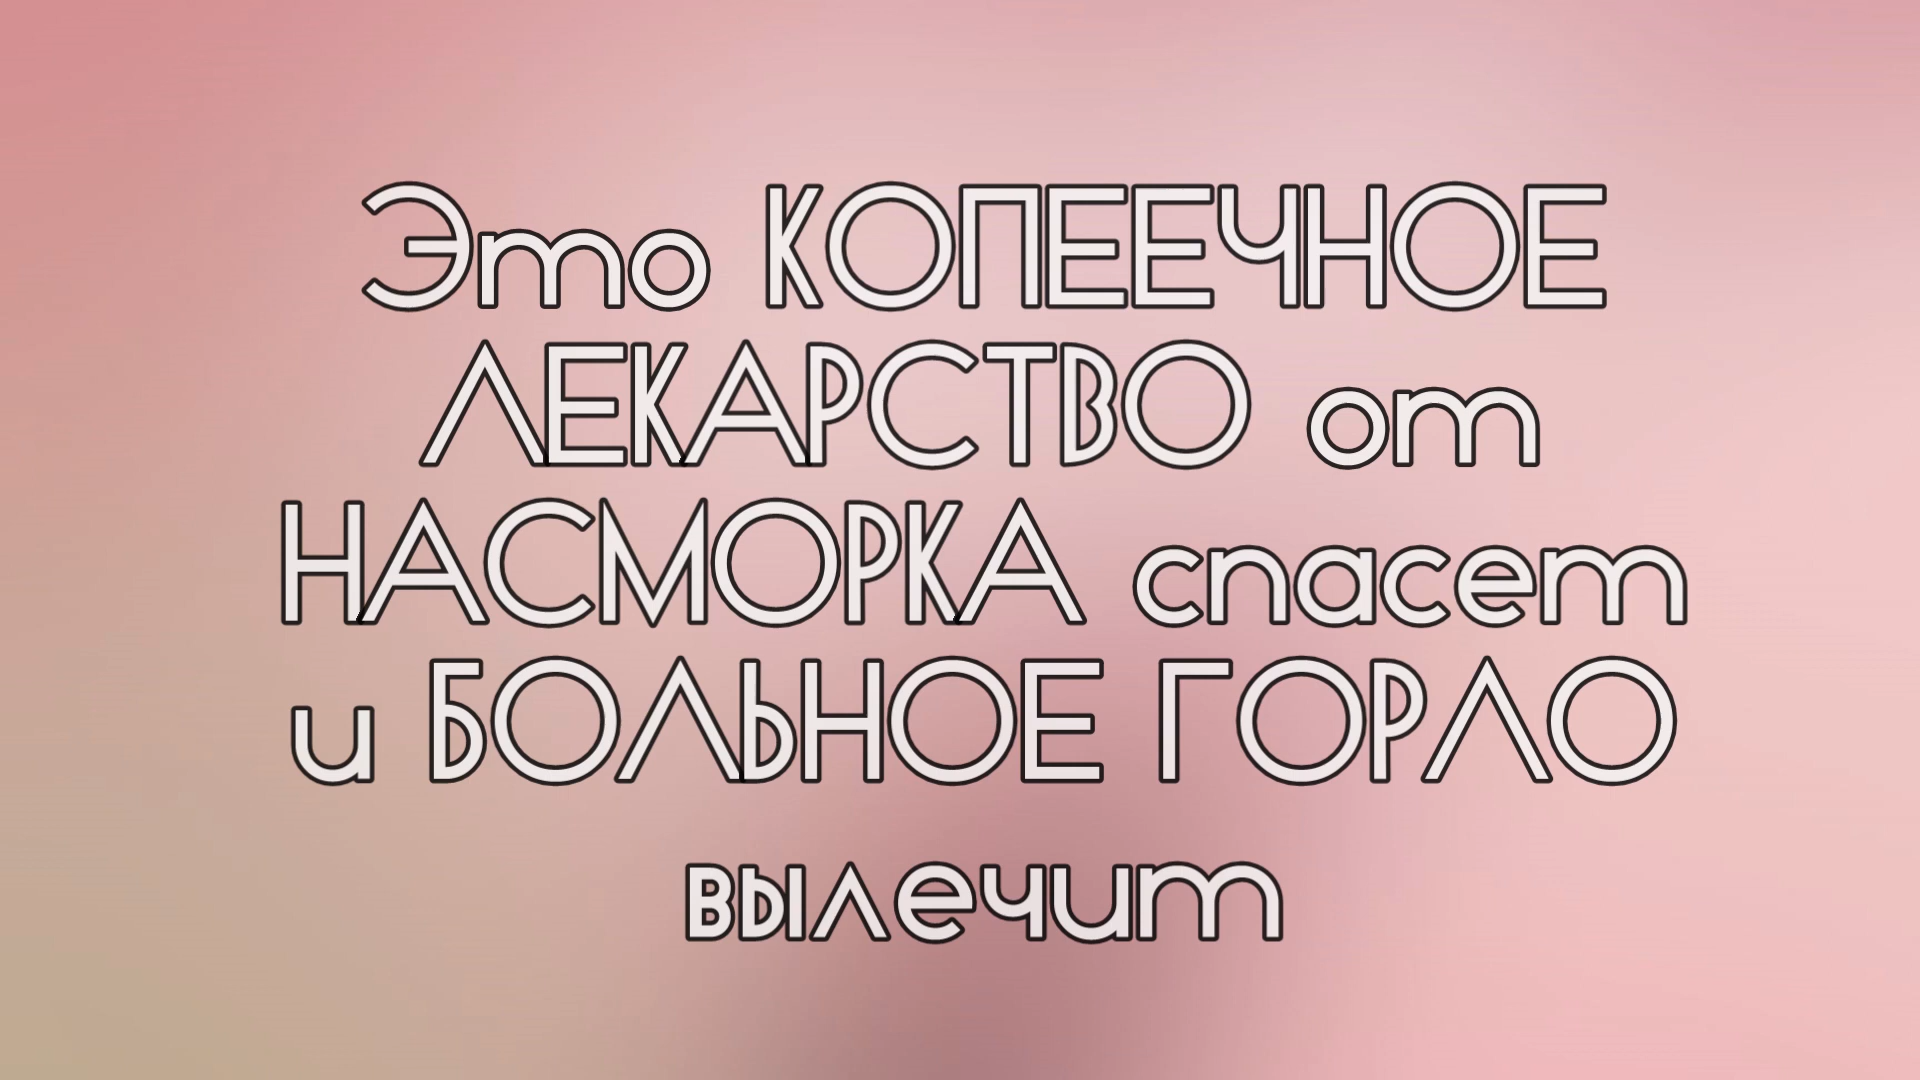 Это КОПЕЕЧНОЕ
ЛЕКАРСТВО от
НАСМОРКА спасет
и БОЛЬНОЕ ГОРЛО
вылечит